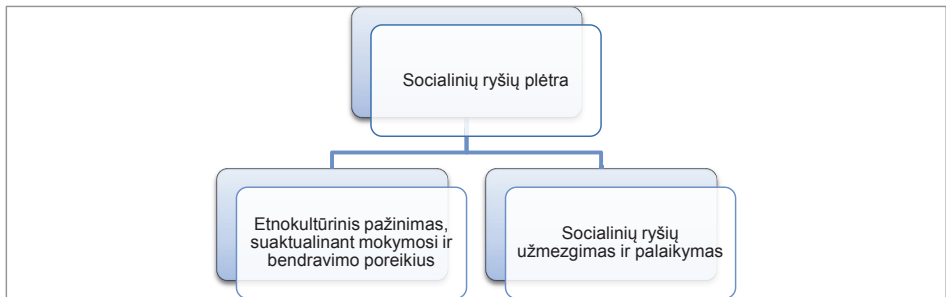 Socialinių ryšių plėtra
Etnokultūrinis pažinimas,
suaktualinant mokymosi ir
bendravimo poreikius
Socialinių ryšių
užmezgimas ir palaikymas